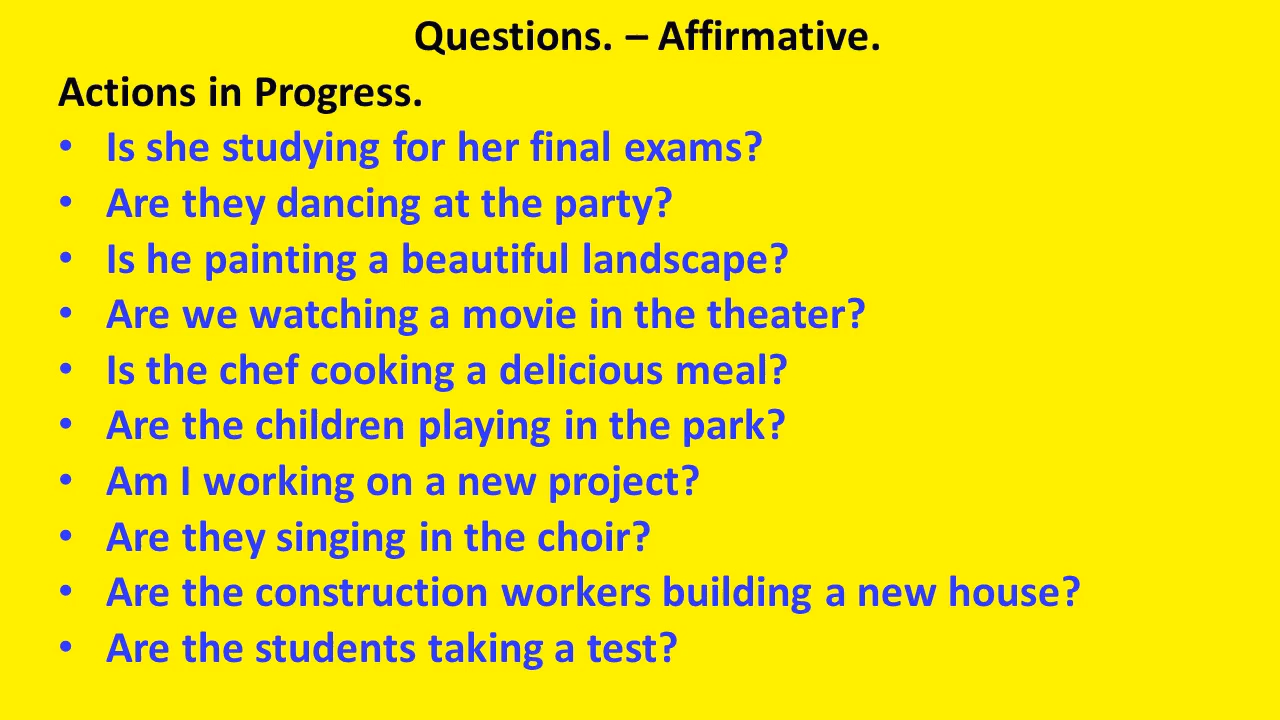 Questions. – Affirmative.
Actions in Progress.
• Is she studying for her final exams?
• Are they dancing at the party?
• Is he painting a beautiful landscape?
• Are we watching a movie in the theater?
• Is the chef cooking a delicious meal?
• Are the children playing in the park?
• Am I working on a new project?
• Are they singing in the choir?
• Are the construction workers building a new house?
• Are the students taking a test?